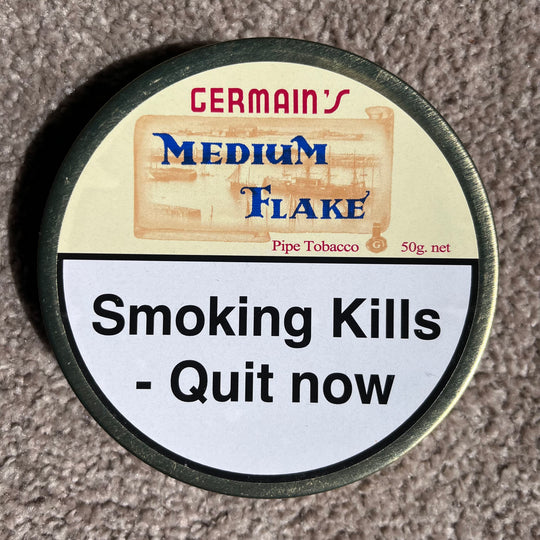 GERMAIN'S
MEDIUM
FLAKE
Pipe Tobacco G 50g. net
Smoking Kills
- Quit now